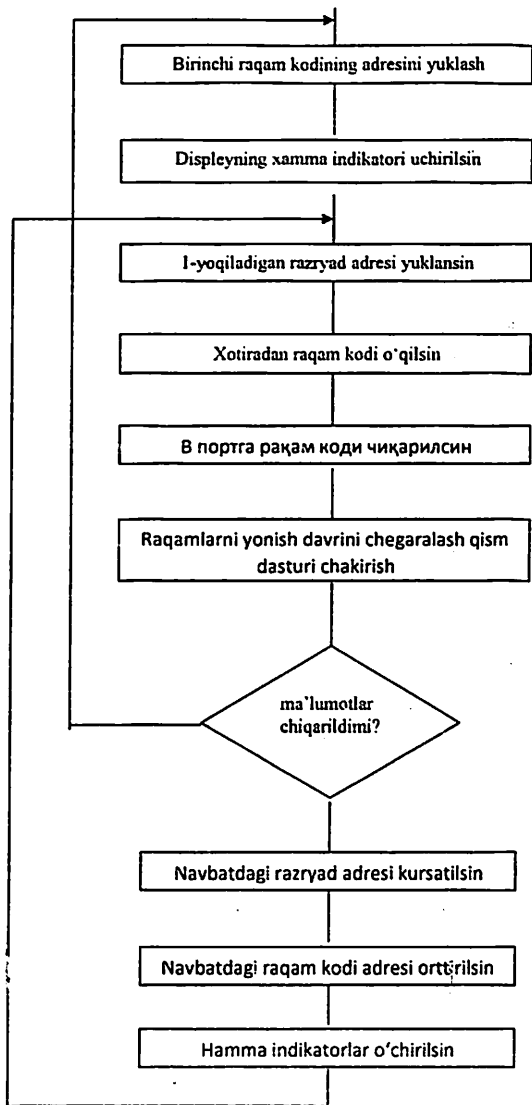 Birinchi raqam kodining adresini yuklash
Displeyning xamma indikatori uchirilsin
1-yoqiladigan razryad adresi yuklansin
Xotiradan raqam kodi o‘qilsin
В портга рақам коди чиқарилсин
Raqamlarni yonish davrini chegaralash qism
dasturi chakirish
ma’lumotlar
chiqarildimi?
Navbatdagi razryad adresi kursatilsin
Navbatdagi raqam kodi adresi orttirilsin
Hamma indikatorlar o‘chirilsin